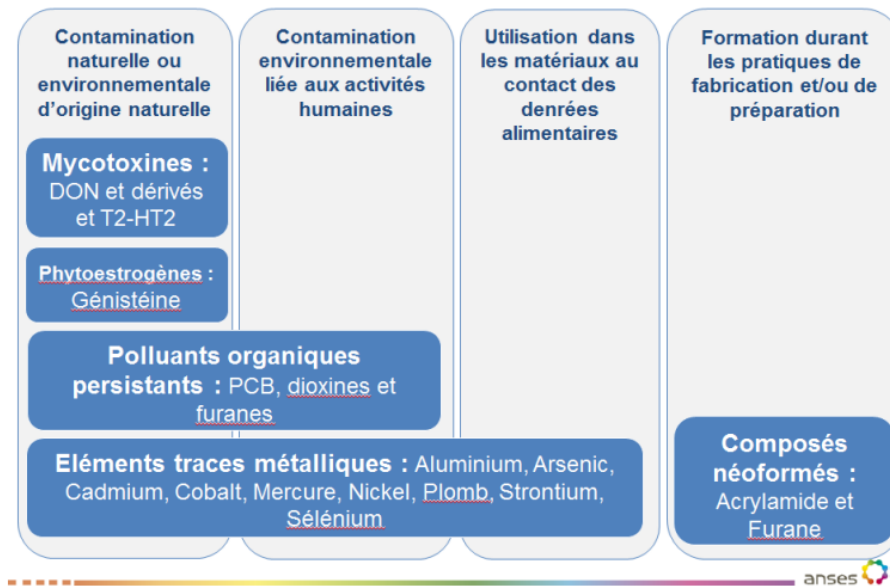 Contamination
naturelle ou
environnementale
d'origine naturelle
Contamination
environnementale
liée aux activités
humaines
Utilisation dans
les matériaux au
contact des
denrées
alimentaires
Formation durant
les pratiques de
fabrication et/ou de
préparation
Mycotoxines :
DON et dérivés
et T2-HT2
Phytoestrogènes :
Génistéine
Polluants organiques
persistants : PCB, dioxines et
furanes
Eléments traces métalliques : Aluminium, Arsenic,
Cadmium, Cobalt, Mercure, Nickel, Plomb, Strontium,
Sélénium
Composés
néoformés :
Acrylamide et
Furane
anses